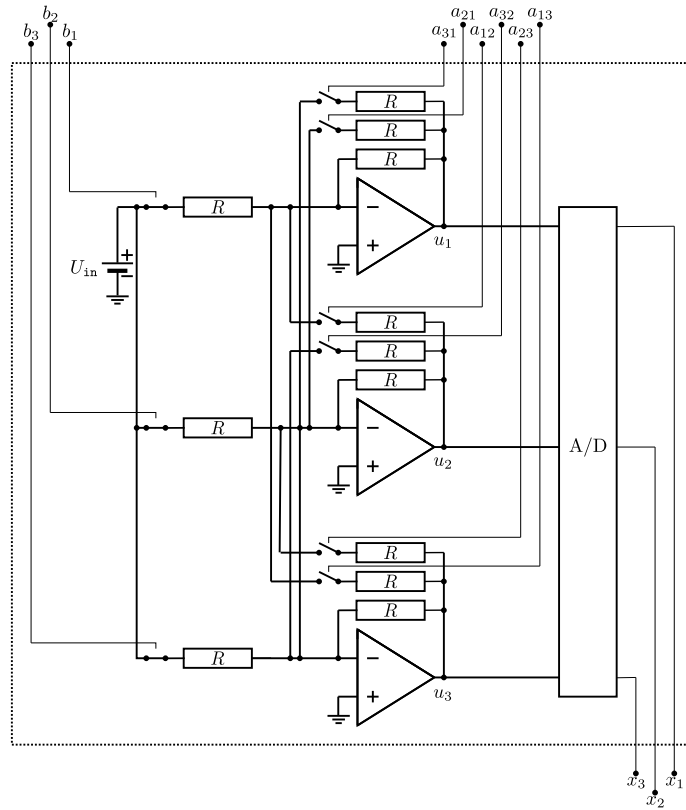 b₂ a₂₁ a₃₂ a₁₃
b₃ b₁ a₃₁ a₁₂ a₂₃
R
R
R
R −
+
u₁
U_in + −
R
R
R
R −
+
u₂
A/D
R
R
R
R −
+
u₃
x₃ x₁
x₂